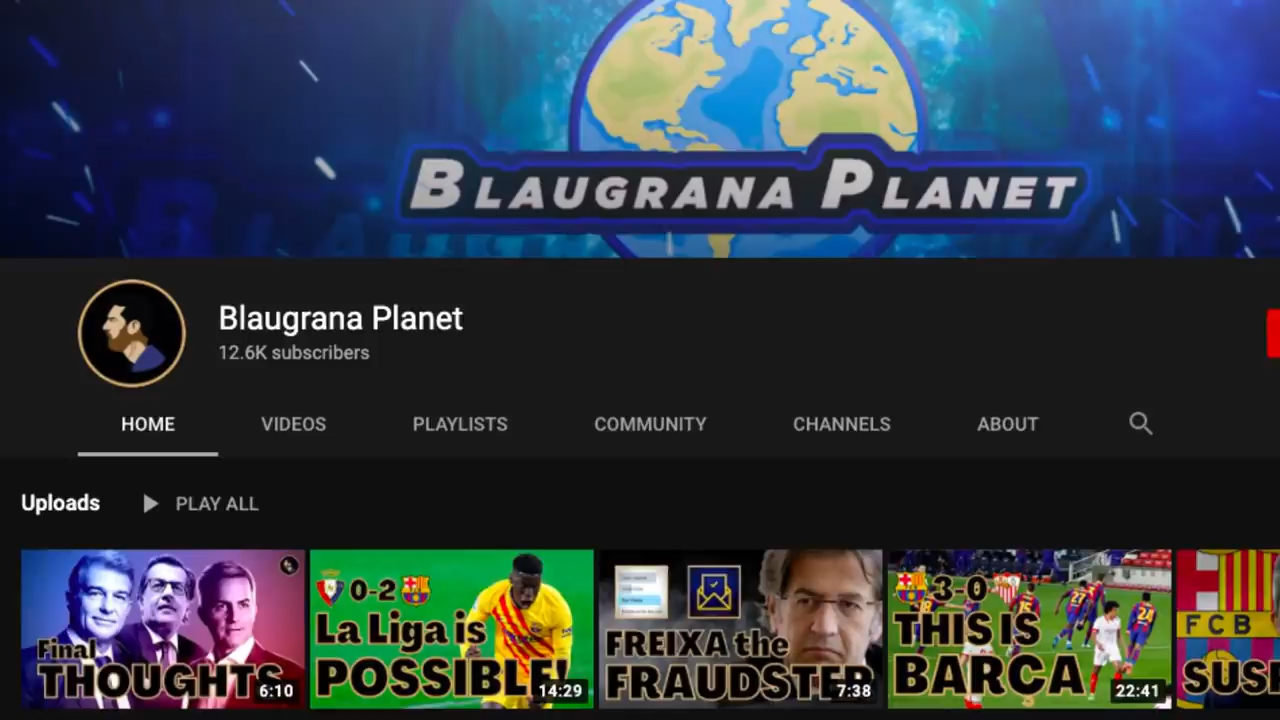 BLAUGRANA PLANET
Blaugrana Planet
12.6K subscribers
HOME VIDEOS PLAYLISTS COMMUNITY CHANNELS ABOUT
Uploads PLAY ALL
Final
THOUGHTS
6:10
0-2
La Liga is
POSSIBLE!
14:29
FREIXA the
FRAUDSTER
7:38
3-0
THIS IS
BARCA
22:41
FCB
SUSP